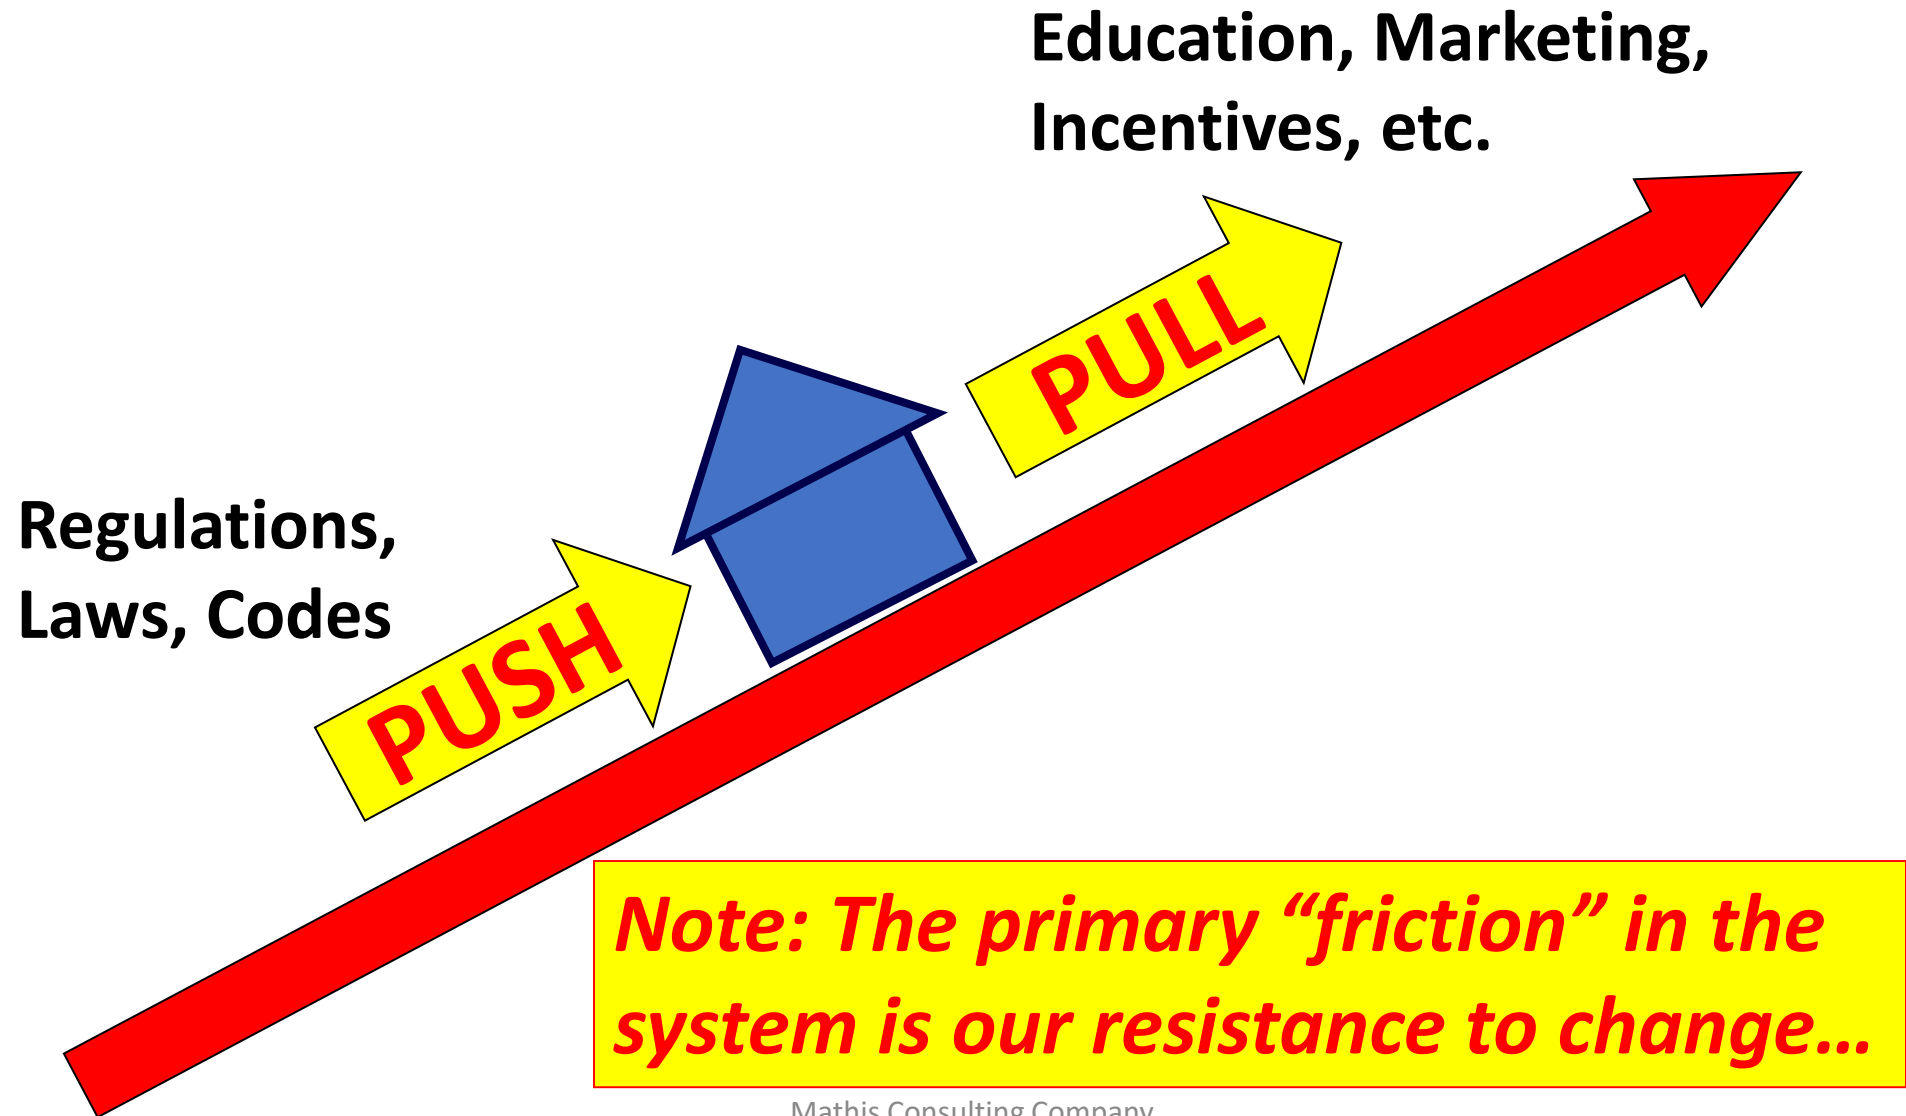 Education, Marketing,
Incentives, etc.
PULL
Regulations,
Laws, Codes
PUSH
Note: The primary “friction” in the
system is our resistance to change…
Mathis Consulting Company